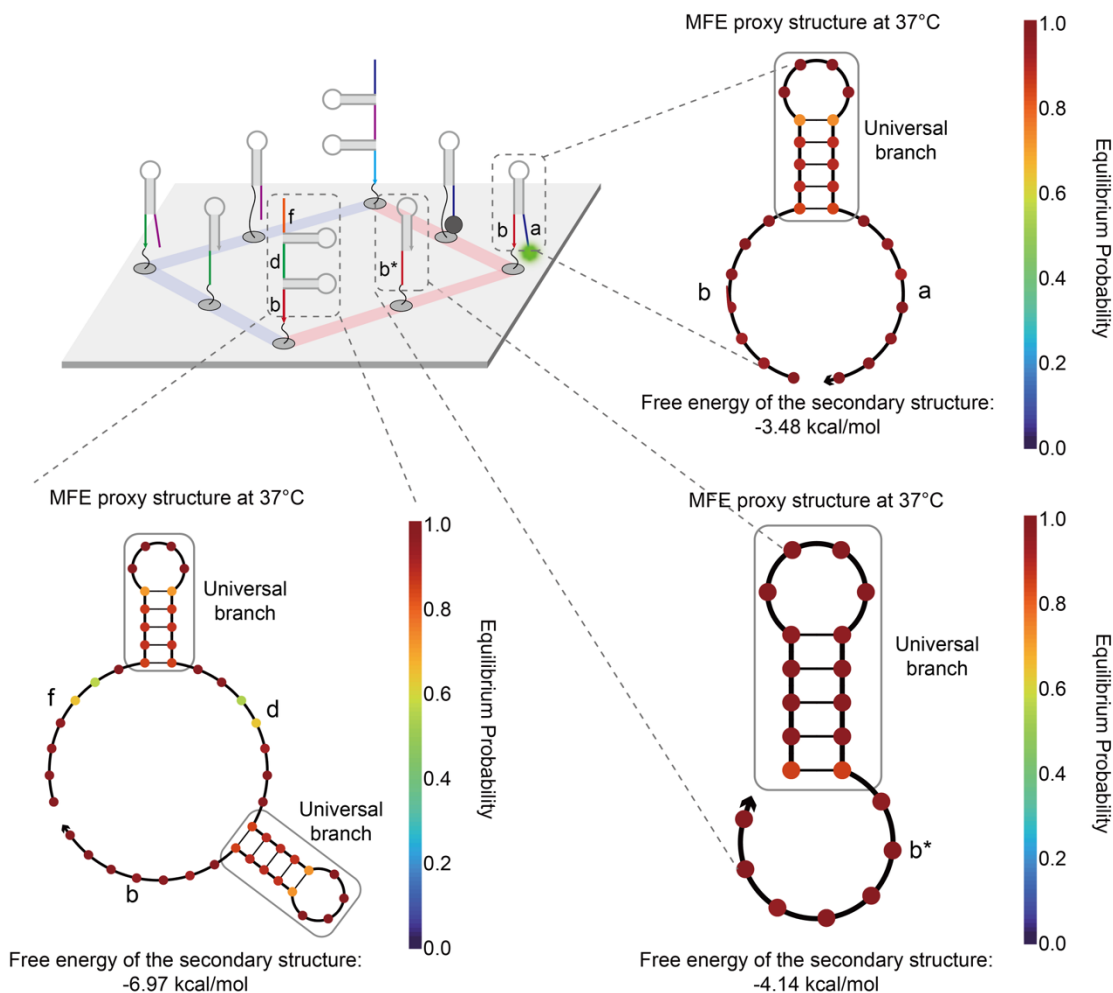 MFE proxy structure at 37°C
Universal
branch
b
a
Free energy of the secondary structure:
-3.48 kcal/mol
1.0
0.8
0.6
0.4
0.2
0.0
Equilibrium Probability
f
d
b
b*
b
a
MFE proxy structure at 37°C
Universal
branch
f
d
Universal
branch
b
Free energy of the secondary structure:
-6.97 kcal/mol
1.0
0.8
0.6
0.4
0.2
0.0
Equilibrium Probability
MFE proxy structure at 37°C
Universal
branch
b*
Free energy of the secondary structure:
-4.14 kcal/mol
1.0
0.8
0.6
0.4
0.2
0.0
Equilibrium Probability